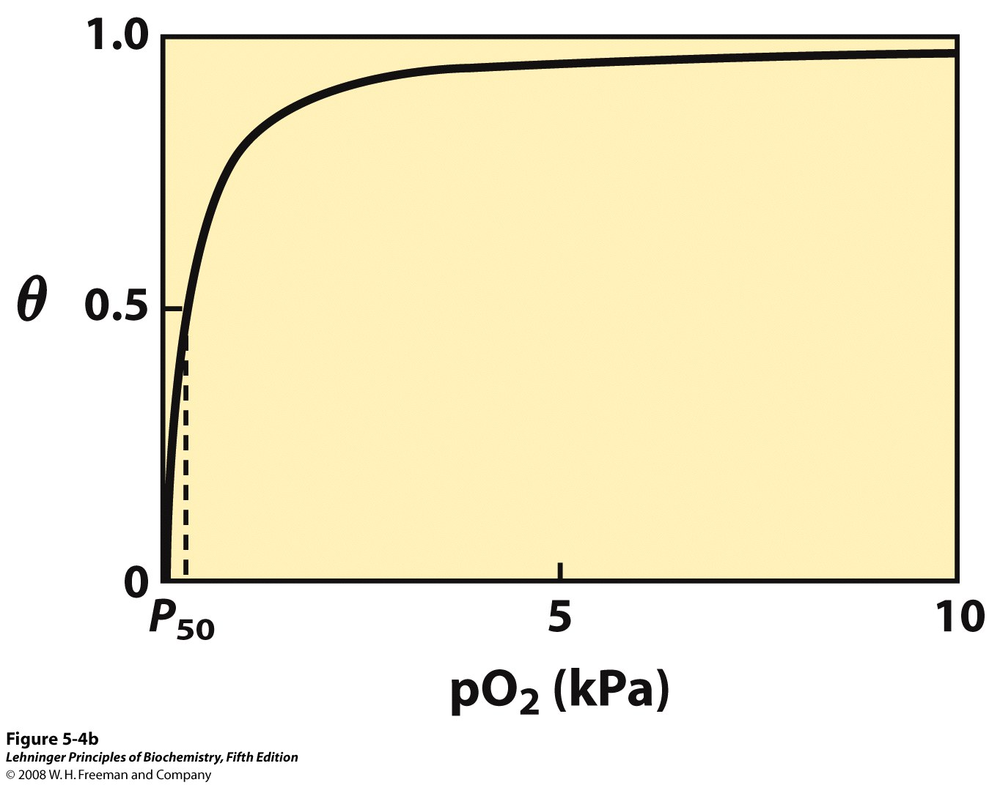 1.0
θ 0.5
0
P50 5 10
pO2 (kPa)
Figure 5-4b
Lehninger Principles of Biochemistry, Fifth Edition
© 2008 W. H. Freeman and Company